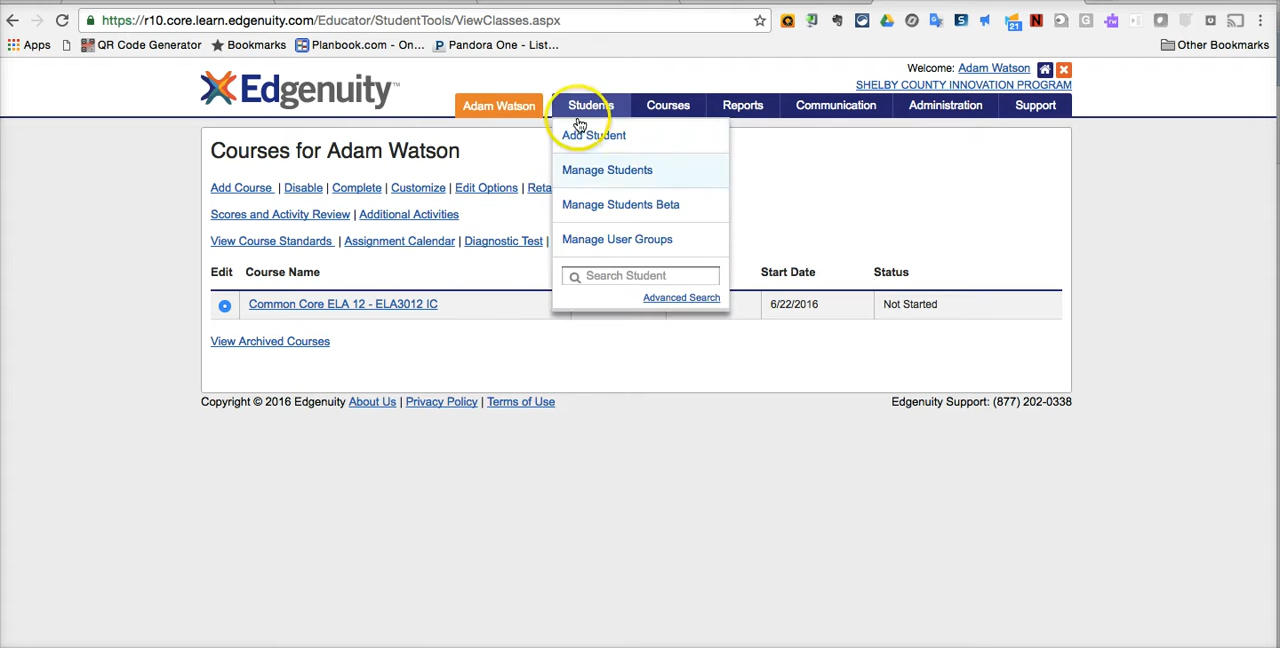 https://r10.core.learn.edgenuity.com/Educator/StudentTools/ViewClasses.aspx
21
Apps QR Code Generator Bookmarks Planbook.com - On... Pandora One - List... Other Bookmarks
Welcome: Adam Watson
SHELBY COUNTY INNOVATION PROGRAM
Edgenuity™
Adam Watson Students Courses Reports Communication Administration Support
Add Student
Manage Students
Manage Students Beta
Manage User Groups
Search Student
Advanced Search
Courses for Adam Watson
Add Course | Disable | Complete | Customize | Edit Options | Reta
Scores and Activity Review | Additional Activities
View Course Standards | Assignment Calendar | Diagnostic Test |
Edit Course Name Start Date Status
Common Core ELA 12 - ELA3012 IC 6/22/2016 Not Started
View Archived Courses
Copyright © 2016 Edgenuity About Us | Privacy Policy | Terms of Use Edgenuity Support: (877) 202-0338